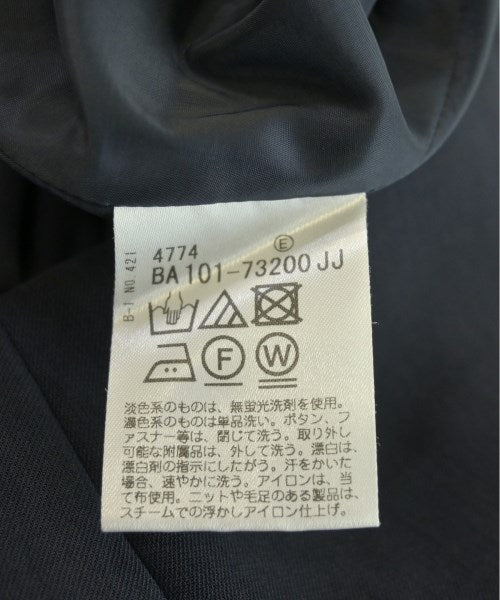 4774 Ⓔ
BA 101-73200 JJ
B-1 NO.421
F W
淡色系のものは、無蛍光洗剤を使用。
濃色系のものは単品洗い。ボタン、フ
ァスナー等は、閉じて洗う。取り外し
可能な附属品は、外して洗う。漂白は、
漂白剤の指示にしたがう。汗をかいた
場合、速やかに洗う。アイロンは、当
て布使用。ニットや毛足のある製品は、
スチームでの浮かしアイロン仕上げ。